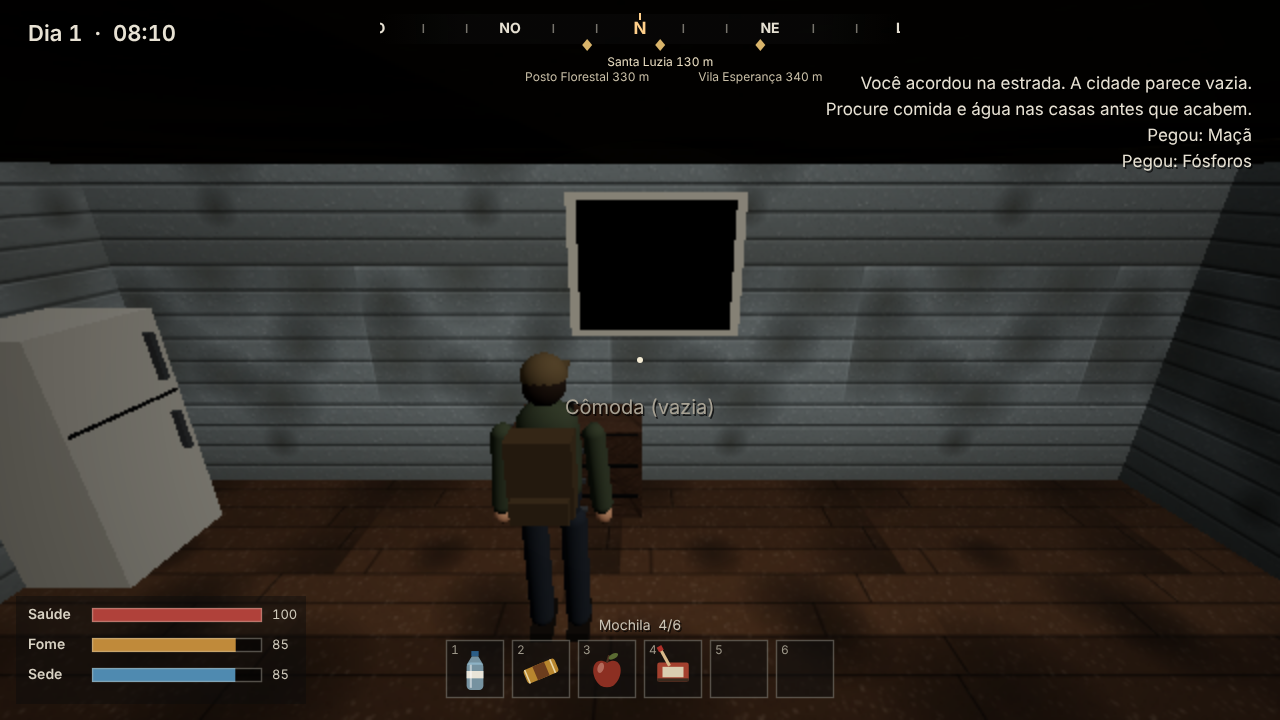 Dia 1 · 08:10
NO
N
NE
Santa Luzia 130 m
Posto Florestal 330 m
Vila Esperança 340 m
Você acordou na estrada. A cidade parece vazia.
Procure comida e água nas casas antes que acabem.
Pegou: Maçã
Pegou: Fósforos
Cômoda (vazia)
Saúde 100
Fome 85
Sede 85
Mochila 4/6
1 2 3 4 5 6